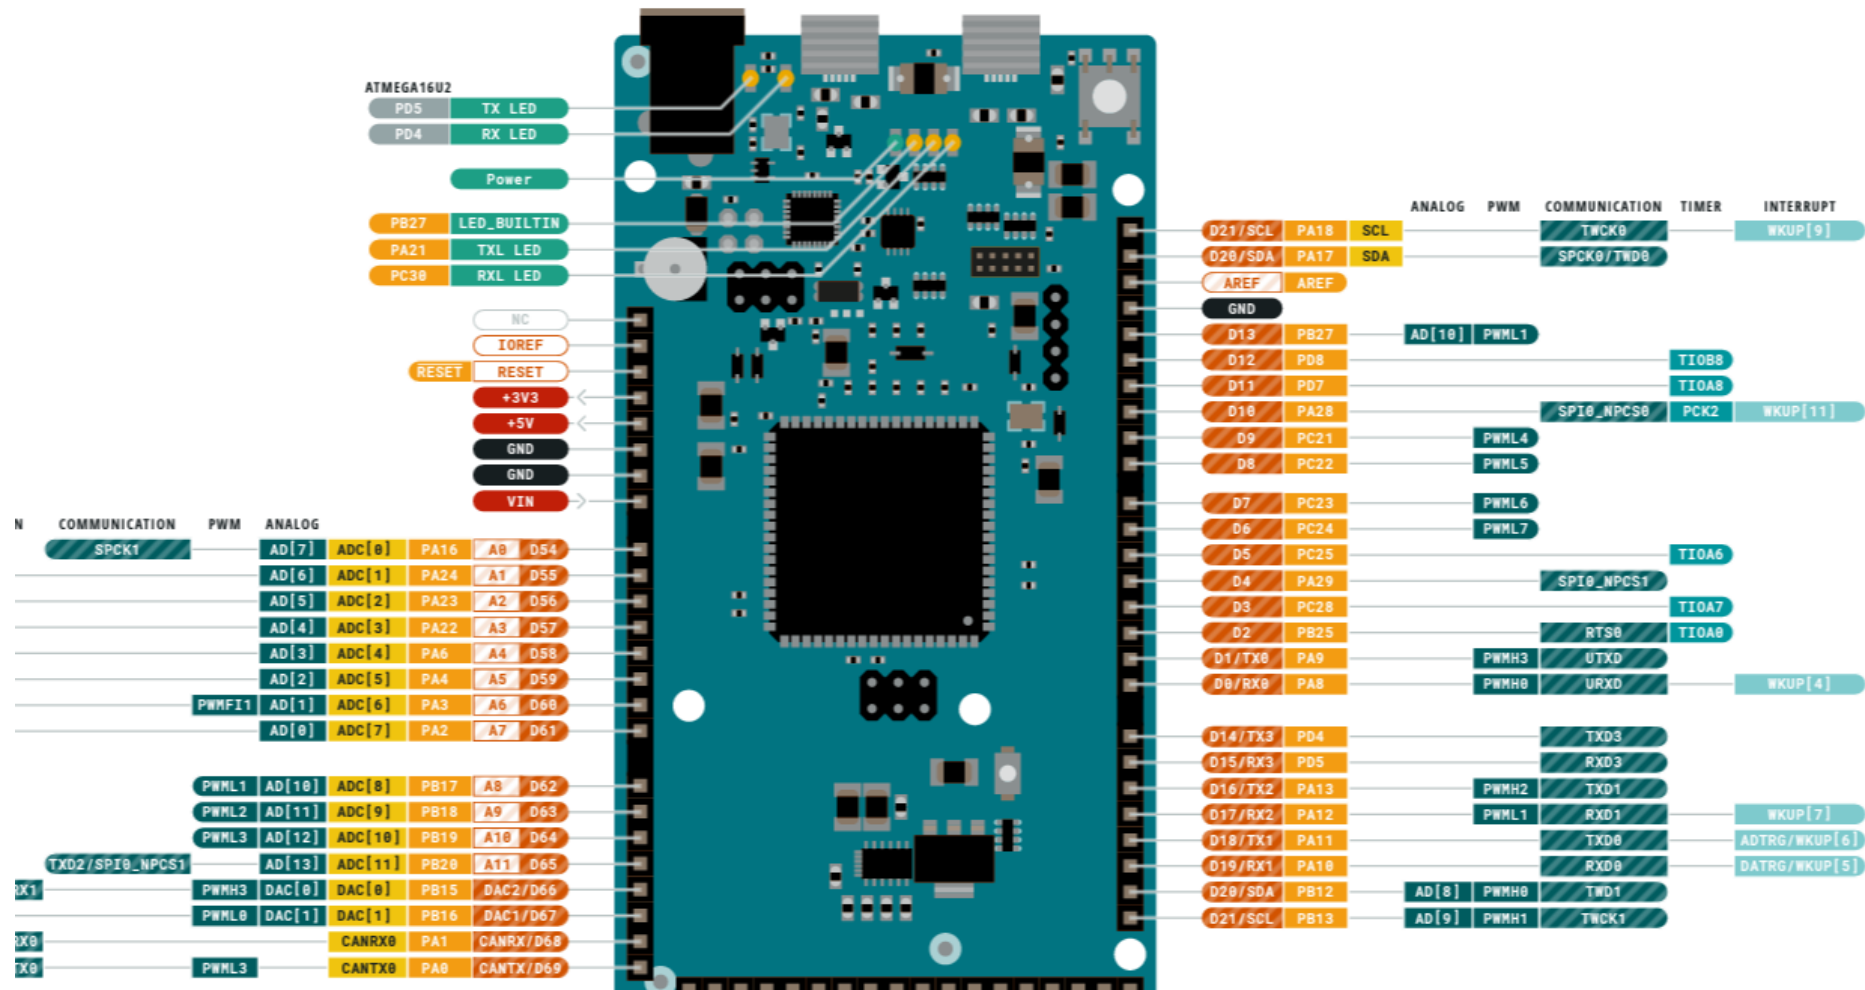 ATMEGA16U2
PD5 TX LED
PD4 RX LED
Power
PB27 LED_BUILTIN
PA21 TXL LED
PC30 RXL LED
NC
IOREF
RESET RESET
+3V3
+5V
GND
GND
VIN
N COMMUNICATION PWM ANALOG
SPCK1 AD[7] ADC[0] PA16 A0 D54
AD[6] ADC[1] PA24 A1 D55
AD[5] ADC[2] PA23 A2 D56
AD[4] ADC[3] PA22 A3 D57
AD[3] ADC[4] PA6 A4 D58
AD[2] ADC[5] PA4 A5 D59
PWMFI1 AD[1] ADC[6] PA3 A6 D60
AD[0] ADC[7] PA2 A7 D61
PWML1 AD[10] ADC[8] PB17 A8 D62
PWML2 AD[11] ADC[9] PB18 A9 D63
PWML3 AD[12] ADC[10] PB19 A10 D64
TXD2/SPI0_NPCS1 AD[13] ADC[11] PB20 A11 D65
RX1 PWMH3 DAC[0] DAC[0] PB15 DAC2/D66
PWML0 DAC[1] DAC[1] PB16 DAC1/D67
RX0 CANRX0 PA1 CANRX/D68
TX0 PWML3 CANTX0 PA0 CANTX/D69
ANALOG PWM COMMUNICATION TIMER INTERRUPT
D21/SCL PA18 SCL TWCK0 WKUP[9]
D20/SDA PA17 SDA SPCK0/TWD0
AREF AREF
GND
D13 PB27 AD[10] PWML1
D12 PD8 TIOB8
D11 PD7 TIOA8
D10 PA28 SPI0_NPCS0 PCK2 WKUP[11]
D9 PC21 PWML4
D8 PC22 PWML5
D7 PC23 PWML6
D6 PC24 PWML7
D5 PC25 TIOA6
D4 PA29 SPI0_NPCS1
D3 PC28 TIOA7
D2 PB25 RTS0 TIOA0
D1/TX0 PA9 PWMH3 UTXD
D0/RX0 PA8 PWMH0 URXD WKUP[4]
D14/TX3 PD4 TXD3
D15/RX3 PD5 RXD3
D16/TX2 PA13 PWMH2 TXD1
D17/RX2 PA12 PWML1 RXD1 WKUP[7]
D18/TX1 PA11 TXD0 ADTRG/WKUP[6]
D19/RX1 PA10 RXD0 DATRG/WKUP[5]
D20/SDA PB12 AD[8] PWMH0 TWD1
D21/SCL PB13 AD[9] PWMH1 TWCK1